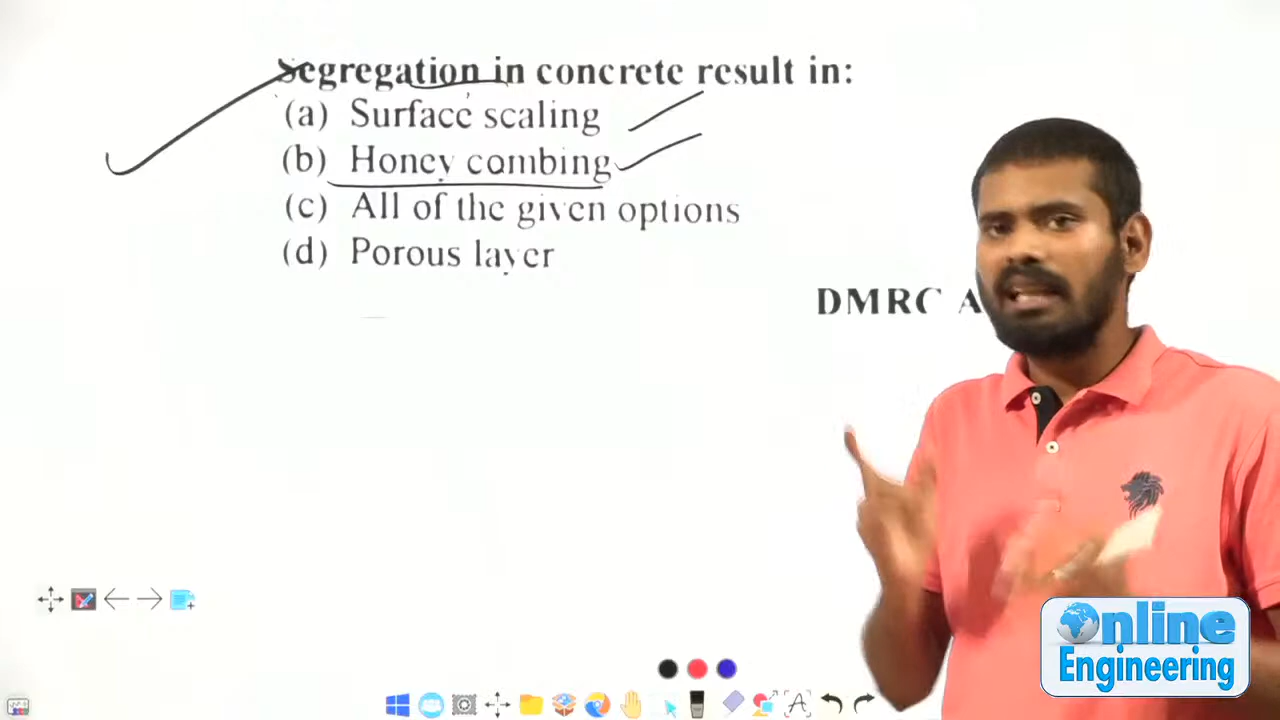 Segregation in concrete result in:
(a) Surface scaling
(b) Honey combing
(c) All of the given options
(d) Porous layer
DMRC A
Online
Engineering